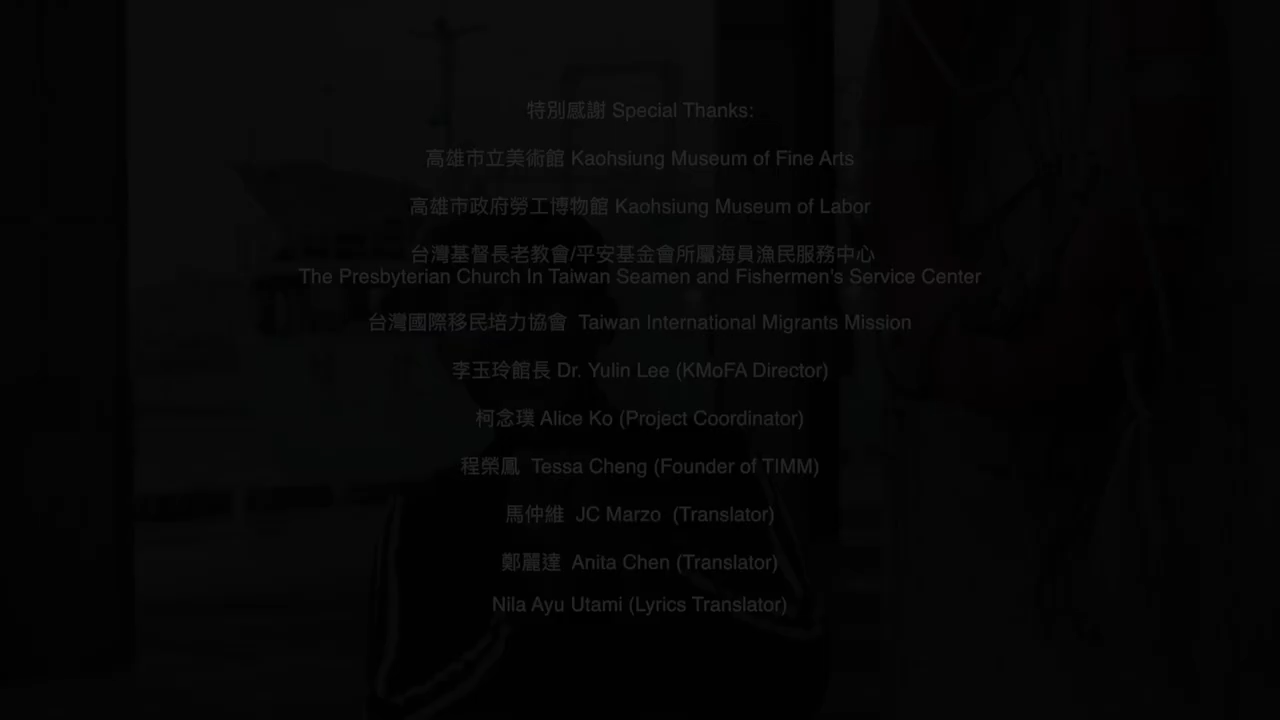 特別感謝 Special Thanks:
高雄市立美術館 Kaohsiung Museum of Fine Arts
高雄市政府勞工博物館 Kaohsiung Museum of Labor
台灣基督長老教會/平安基金會所屬海員漁民服務中心
The Presbyterian Church In Taiwan Seamen and Fishermen's Service Center
台灣國際移民培力協會 Taiwan International Migrants Mission
李玉玲館長 Dr. Yulin Lee (KMoFA Director)
柯念璞 Alice Ko (Project Coordinator)
程榮鳳 Tessa Cheng (Founder of TIMM)
馬仲維 JC Marzo (Translator)
鄭麗達 Anita Chen (Translator)
Nila Ayu Utami (Lyrics Translator)